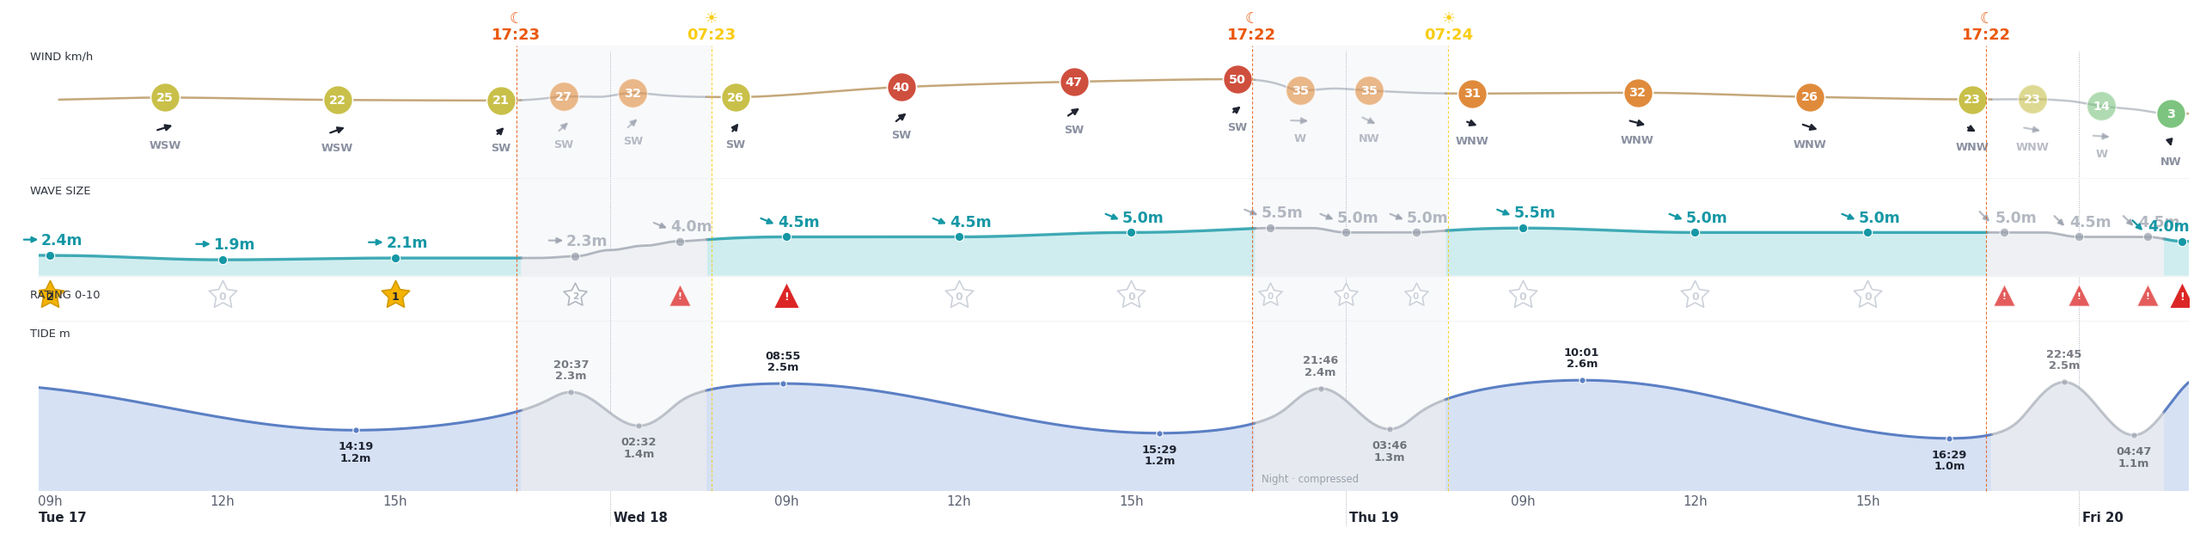 ☾ ☀ ☾ ☀ ☾
17:23 07:23 17:22 07:24 17:22
WIND km/h
25 22 21 27 32 26 40 47 50 35 35 31 32 26 23 23 14 3
WSW WSW SW SW SW SW SW SW SW W NW WNW WNW WNW WNW WNW W NW
WAVE SIZE
2.4m 1.9m 2.1m 2.3m 4.0m 4.5m 4.5m 5.0m 5.5m 5.0m 5.0m 5.5m 5.0m 5.0m 5.0m 4.5m 4.5m 4.0m
RATING 0-10
2 0 1 2 ! ! 0 0 0 0 0 0 0 0 ! ! ! !
TIDE m
14:19
1.2m
20:37
2.3m
02:32
1.4m
08:55
2.5m
15:29
1.2m
21:46
2.4m
03:46
1.3m
10:01
2.6m
16:29
1.0m
22:45
2.5m
04:47
1.1m
Night · compressed
09h 12h 15h 09h 12h 15h 09h 12h 15h
Tue 17 Wed 18 Thu 19 Fri 20